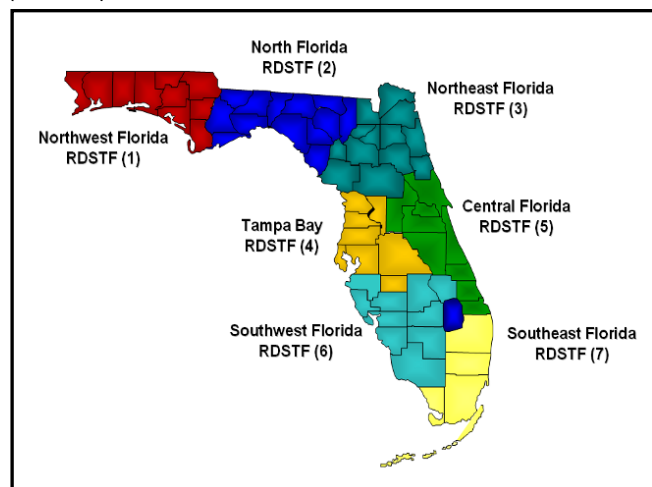 North Florida
RDSTF (2)
Northeast Florida
RDSTF (3)
Northwest Florida
RDSTF (1)
Central Florida
RDSTF (5)
Tampa Bay
RDSTF (4)
Southwest Florida
RDSTF (6)
Southeast Florida
RDSTF (7)